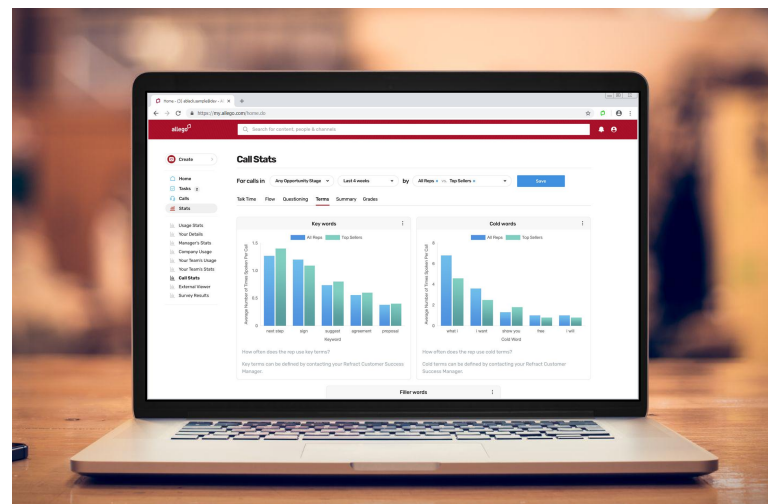 Home - (3) allego.com
https://my.allego.com/home.do
allego
Search for content, people & channels
Create
Home
Tasks
Calls
Stats
Usage Stats
Your Details
Manager's Stats
Company Usage
Your Team's Usage
Your Team's Stats
Call Stats
External Viewer
Survey Results
Call Stats
For calls in Any Opportunity Stage Last 4 weeks by All Reps vs. Top Sellers Save
Talk Time Flow Questioning Terms Summary Grades
Key words
All Reps Top Sellers
Average Number of Times Spoken Per Call
1.5
1.0
0.5
0
next step sign suggest agreement proposal
Keyword
How often does the rep use key terms?
Key terms can be defined by contacting your Refract Customer Success
Manager.
Cold words
All Reps Top Sellers
Average Number of Times Spoken Per Call
8
6
4
2
0
what I I want show you free I will
Cold Word
How often does the rep use cold terms?
Cold terms can be defined by contacting your Refract Customer
Success Manager.
Filler words